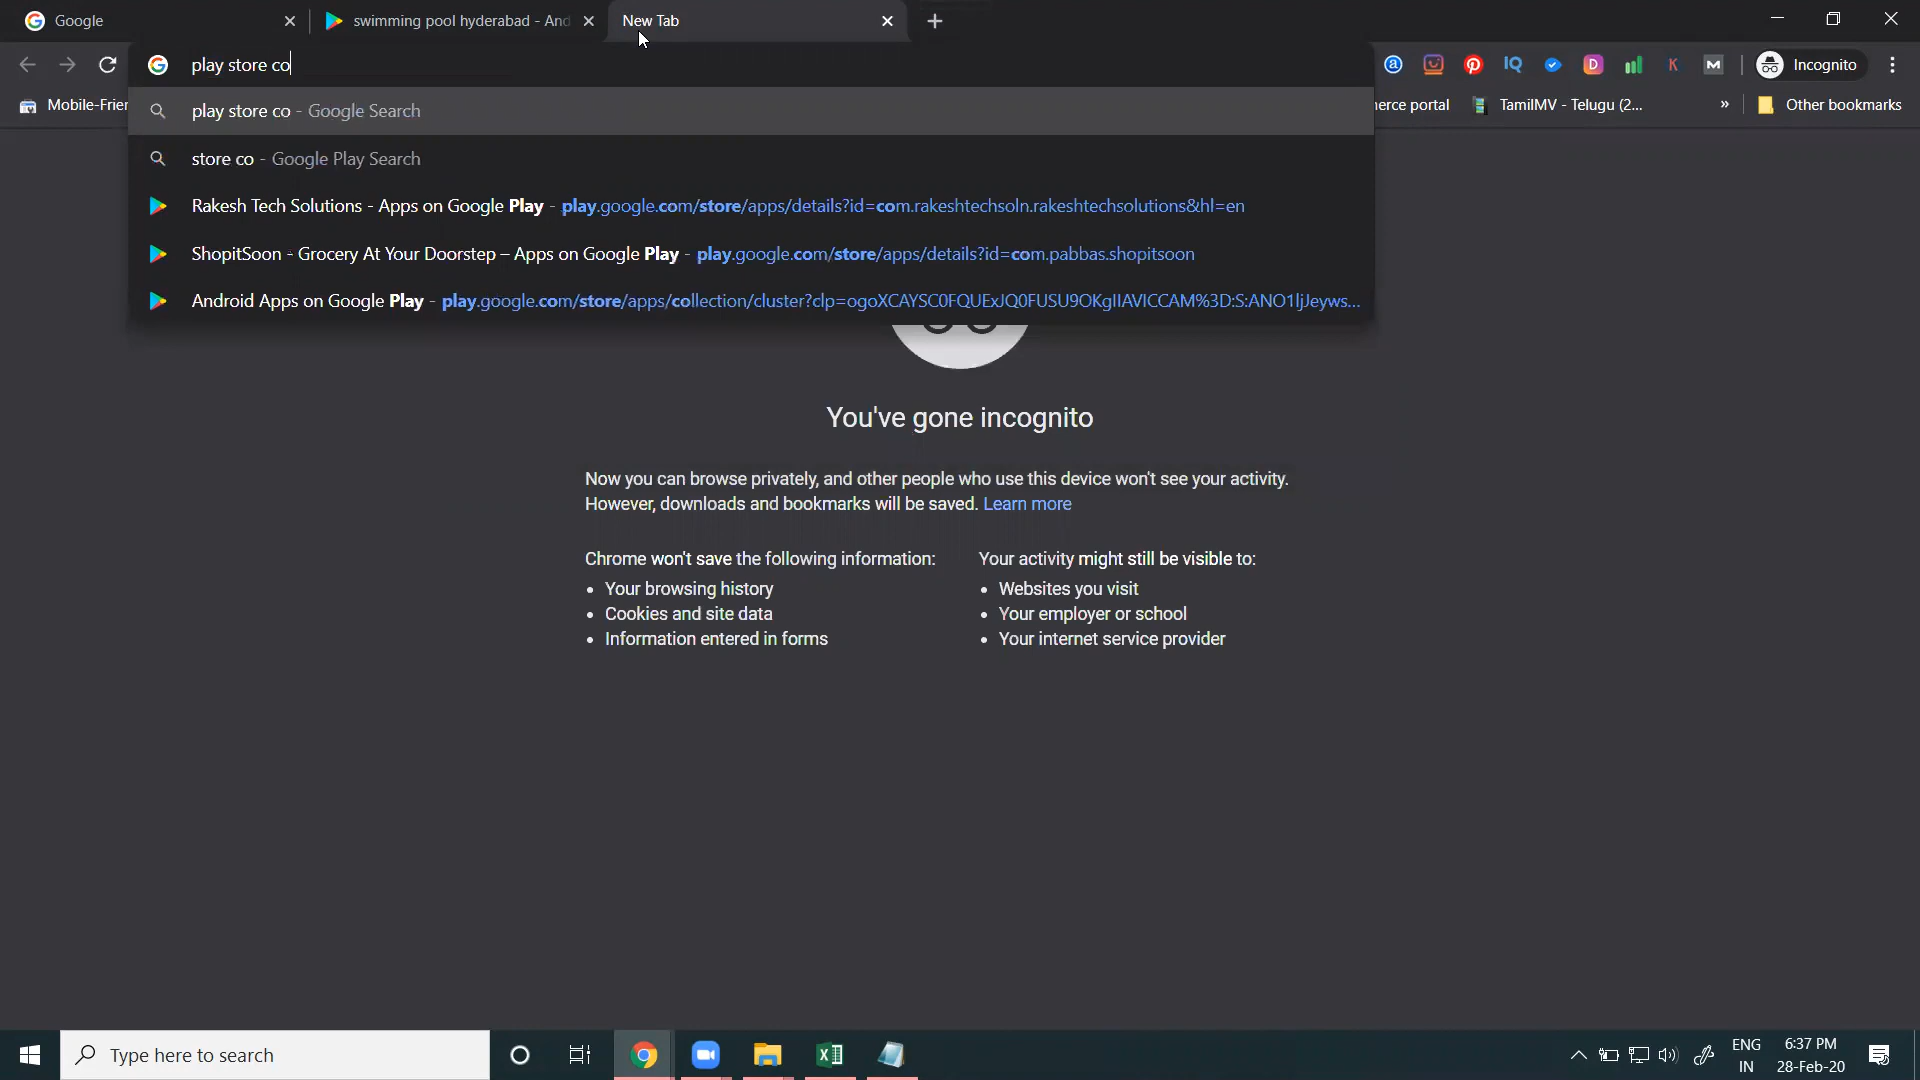 Google
swimming pool hyderabad - And
New Tab
play store co
Incognito
play store co - Google Search
Mobile-Frier
erce portal
TamilMV - Telugu (2...
»
Other bookmarks
store co - Google Play Search
Rakesh Tech Solutions - Apps on Google Play - play.google.com/store/apps/details?id=com.rakeshtechsoln.rakeshtechsolutions&hl=en
ShopitSoon - Grocery At Your Doorstep – Apps on Google Play - play.google.com/store/apps/details?id=com.pabbas.shopitsoon
Android Apps on Google Play - play.google.com/store/apps/collection/cluster?clp=ogoXCAYSC0FQUExJQ0FUSU9OKgIIAVICCAM%3D:S:ANO1ljJeyws...
You've gone incognito
Now you can browse privately, and other people who use this device won't see your activity.
However, downloads and bookmarks will be saved. Learn more
Chrome won't save the following information:
• Your browsing history
• Cookies and site data
• Information entered in forms
Your activity might still be visible to:
• Websites you visit
• Your employer or school
• Your internet service provider
Type here to search
ENG
IN
6:37 PM
28-Feb-20